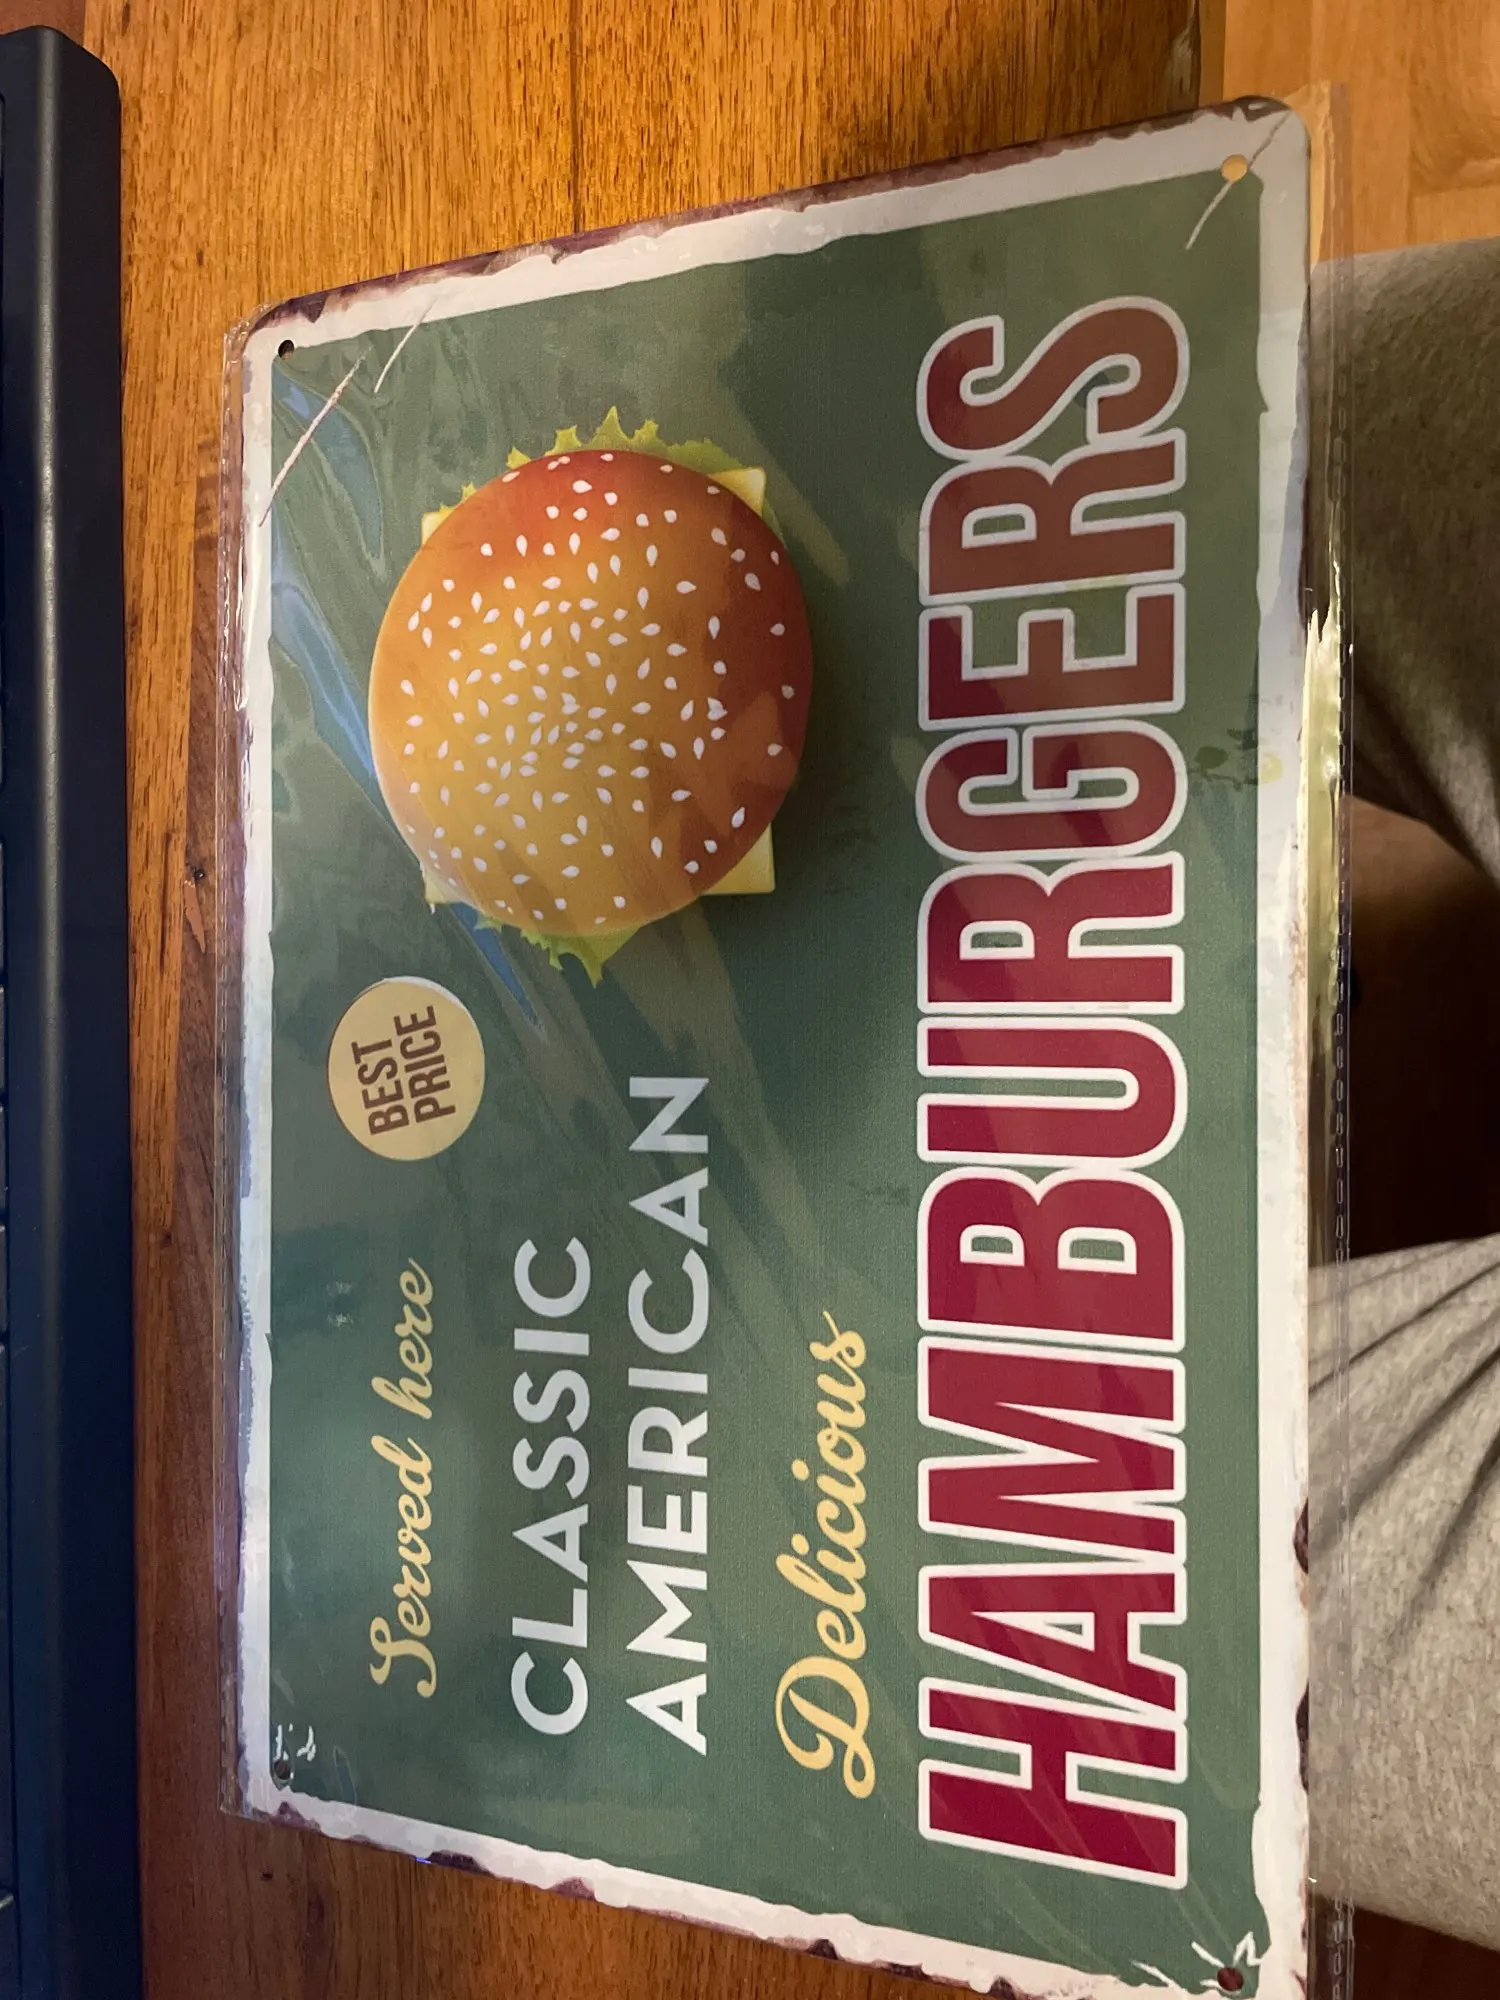 Served here
BEST
PRICE
CLASSIC
AMERICAN
Delicious
HAMBURGERS